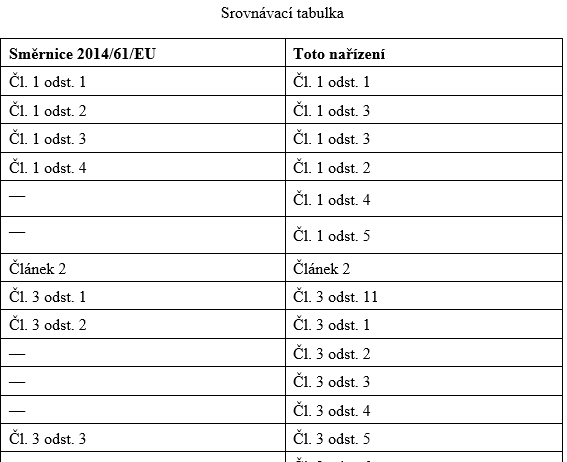 Srovnávací tabulka
Směrnice 2014/61/EU Toto nařízení
Čl. 1 odst. 1 Čl. 1 odst. 1
Čl. 1 odst. 2 Čl. 1 odst. 3
Čl. 1 odst. 3 Čl. 1 odst. 3
Čl. 1 odst. 4 Čl. 1 odst. 2
— Čl. 1 odst. 4
— Čl. 1 odst. 5
Článek 2 Článek 2
Čl. 3 odst. 1 Čl. 3 odst. 11
Čl. 3 odst. 2 Čl. 3 odst. 1
— Čl. 3 odst. 2
— Čl. 3 odst. 3
— Čl. 3 odst. 4
Čl. 3 odst. 3 Čl. 3 odst. 5